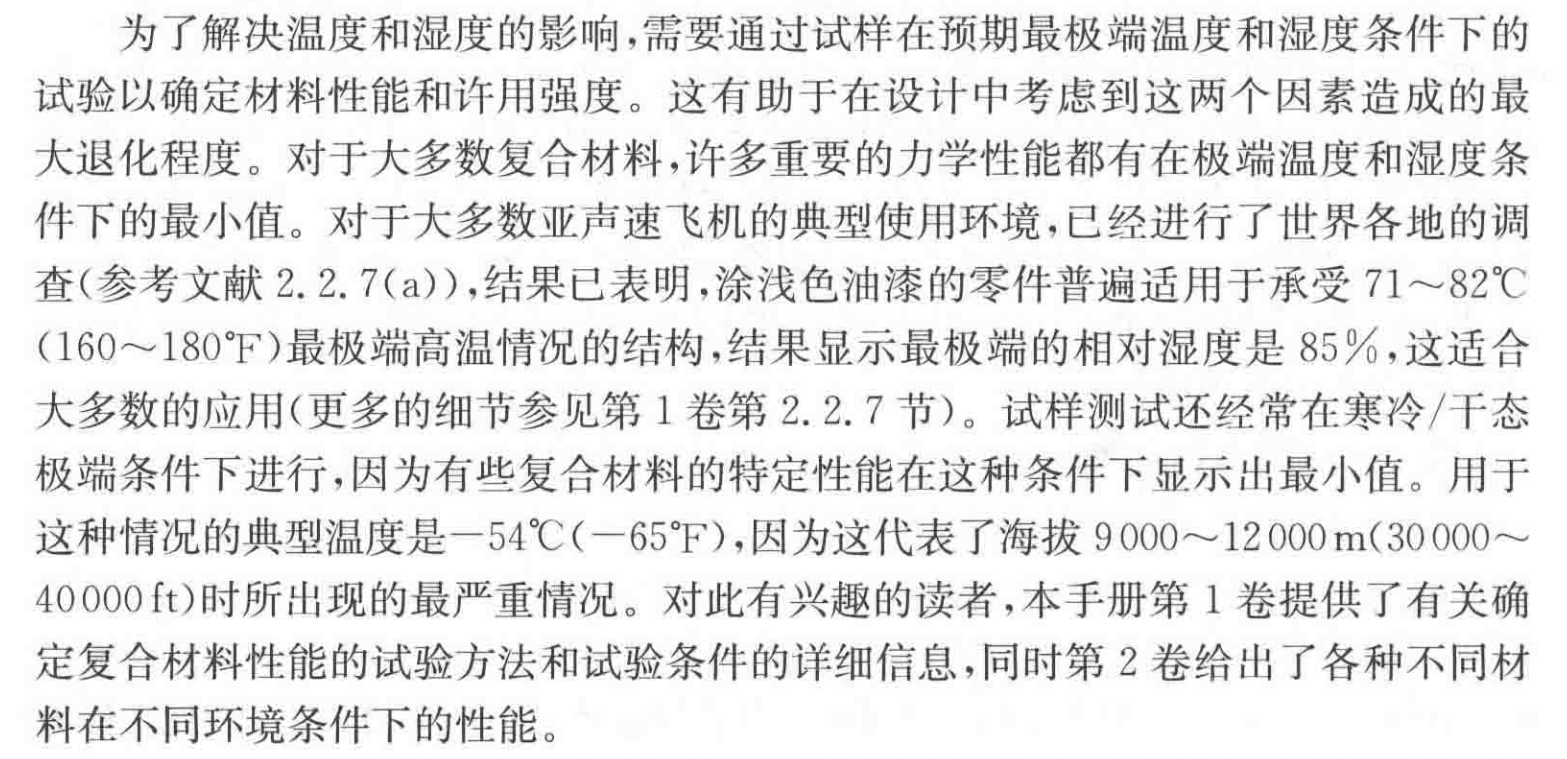 为了解决温度和湿度的影响,需要通过试样在预期最极端温度和湿度条件下的
试验以确定材料性能和许用强度。这有助于在设计中考虑到这两个因素造成的最
大退化程度。对于大多数复合材料,许多重要的力学性能都有在极端温度和湿度条
件下的最小值。对于大多数亚声速飞机的典型使用环境,已经进行了世界各地的调
查(参考文献 2.2.7(a)),结果已表明,涂浅色油漆的零件普遍适用于承受 71～82℃
(160～180℉)最极端高温情况的结构,结果显示最极端的相对湿度是 85%,这适合
大多数的应用(更多的细节参见第 1 卷第 2.2.7 节)。试样测试还经常在寒冷/干态
极端条件下进行,因为有些复合材料的特定性能在这种条件下显示出最小值。用于
这种情况的典型温度是－54℃(－65℉),因为这代表了海拔 9000～12000m(30000～
40000ft)时所出现的最严重情况。对此有兴趣的读者,本手册第 1 卷提供了有关确
定复合材料性能的试验方法和试验条件的详细信息,同时第 2 卷给出了各种不同材
料在不同环境条件下的性能。